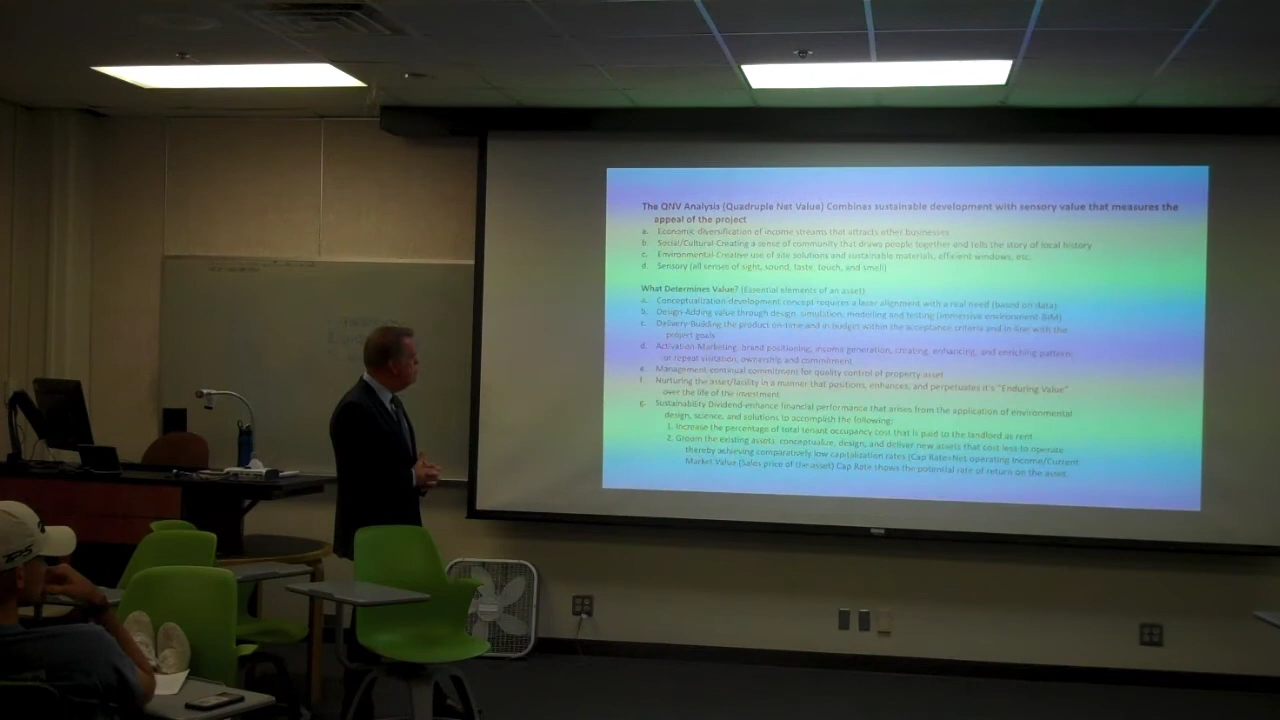 The QNV Analysis (Quadruple Net Value) Combines sustainable development with sensory value that measures the
appeal of the project
a. Economic-diversification of income streams that attracts other businesses
b. Social/Cultural-Creating a sense of community that draws people together and tells the story of local history
c. Environmental-Creative use of site solutions and sustainable materials, efficient windows, etc.
d. Sensory (all senses of sight, sound, taste, touch, and smell)
What Determines Value? (Essential elements of an asset)
a. Conceptualization-development concept requires a laser alignment with a real need (based on data)
b. Design-Adding value through design, simulation, modeling and testing (immersive environment-BIM)
c. Delivery-Building the product on-time and in budget within the acceptance criteria and in-line with the
project goals
d. Activation-Marketing, brand positioning, income generation, creating, enhancing, and enriching pattern
or repeat visitation, ownership and commitment
e. Management-continual commitment for quality control of property asset
f. Nurturing the asset/facility in a manner that positions, enhances, and perpetuates it's "Enduring Value"
over the life of the investment
g. Sustainability Dividend-enhance financial performance that arises from the application of environmental
design, science, and solutions to accomplish the following:
1. Increase the percentage of total tenant occupancy cost that is paid to the landlord as rent
2. Groom the existing assets, conceptualize, design, and deliver new assets that cost less to operate
thereby achieving comparatively low capitalization rates (Cap Rate=Net operating Income/Current
Market Value (Sales price of the asset) Cap Rate shows the potential rate of return on the asset.